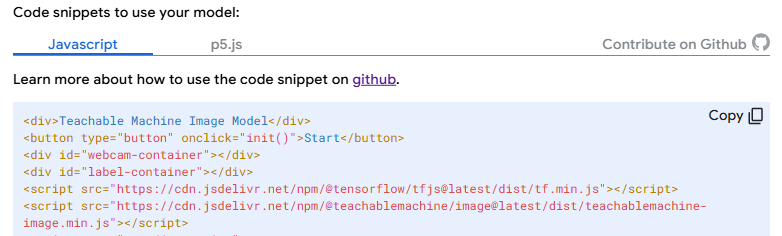 Code snippets to use your model:
Javascript p5.js Contribute on Github
Learn more about how to use the code snippet on github.
Copy
<div>Teachable Machine Image Model</div>
<button type="button" onclick="init()">Start</button>
<div id="webcam-container"></div>
<div id="label-container"></div>
<script src="https://cdn.jsdelivr.net/npm/@tensorflow/tfjs@latest/dist/tf.min.js"></script>
<script src="https://cdn.jsdelivr.net/npm/@teachablemachine/image@latest/dist/teachablemachine-
image.min.js"></script>